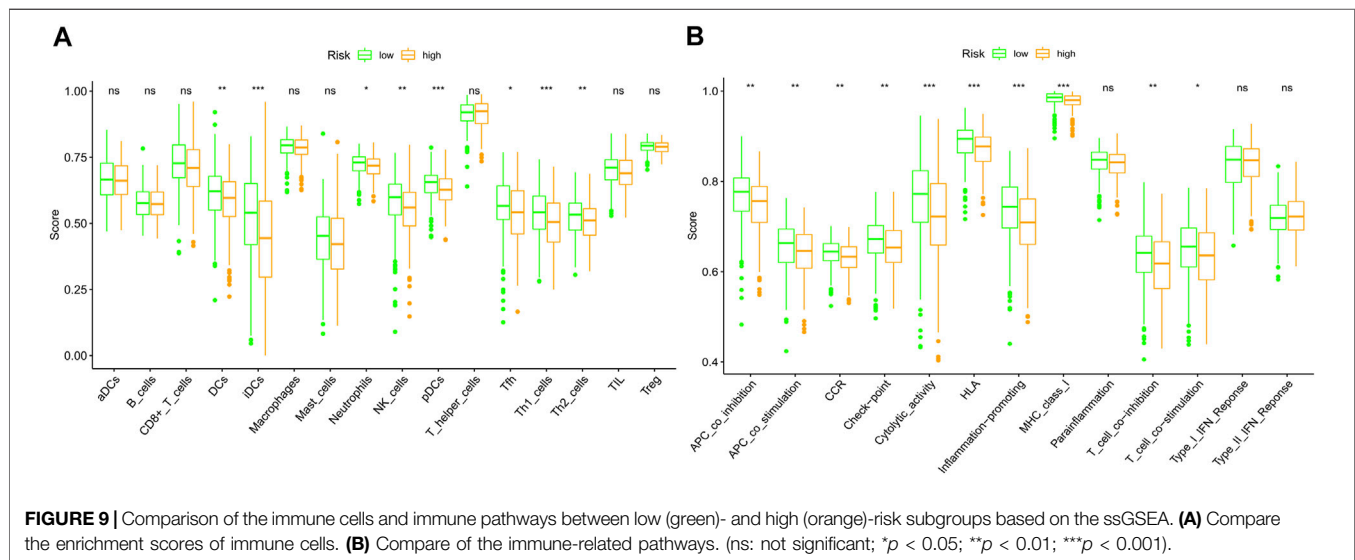 A
Risk low high
ns ns ns ** *** ns ns * ** *** ns * *** ** ns ns
1.00
0.75
0.50
0.25
0.00
Score
aDCs
B_cells
CD8+_T_cells
DCs
iDCs
Macrophages
Mast_cells
Neutrophils
NK_cells
pDCs
T_helper_cells
Tfh
Th1_cells
Th2_cells
TIL
Treg
B
Risk low high
** ** ** ** *** *** *** *** ns ** * ns ns
1.0
0.8
0.6
0.4
Score
APC_co_inhibition
APC_co_stimulation
CCR
Check-point
Cytolytic_activity
HLA
Inflammation-promoting
MHC_class_I
Parainflammation
T_cell_co-inhibition
T_cell_co-stimulation
Type_I_IFN_Reponse
Type_II_IFN_Reponse
FIGURE 9 | Comparison of the immune cells and immune pathways between low (green)- and high (orange)-risk subgroups based on the ssGSEA. (A) Compare
the enrichment scores of immune cells. (B) Compare of the immune-related pathways. (ns: not significant; *p < 0.05; **p < 0.01; ***p < 0.001).